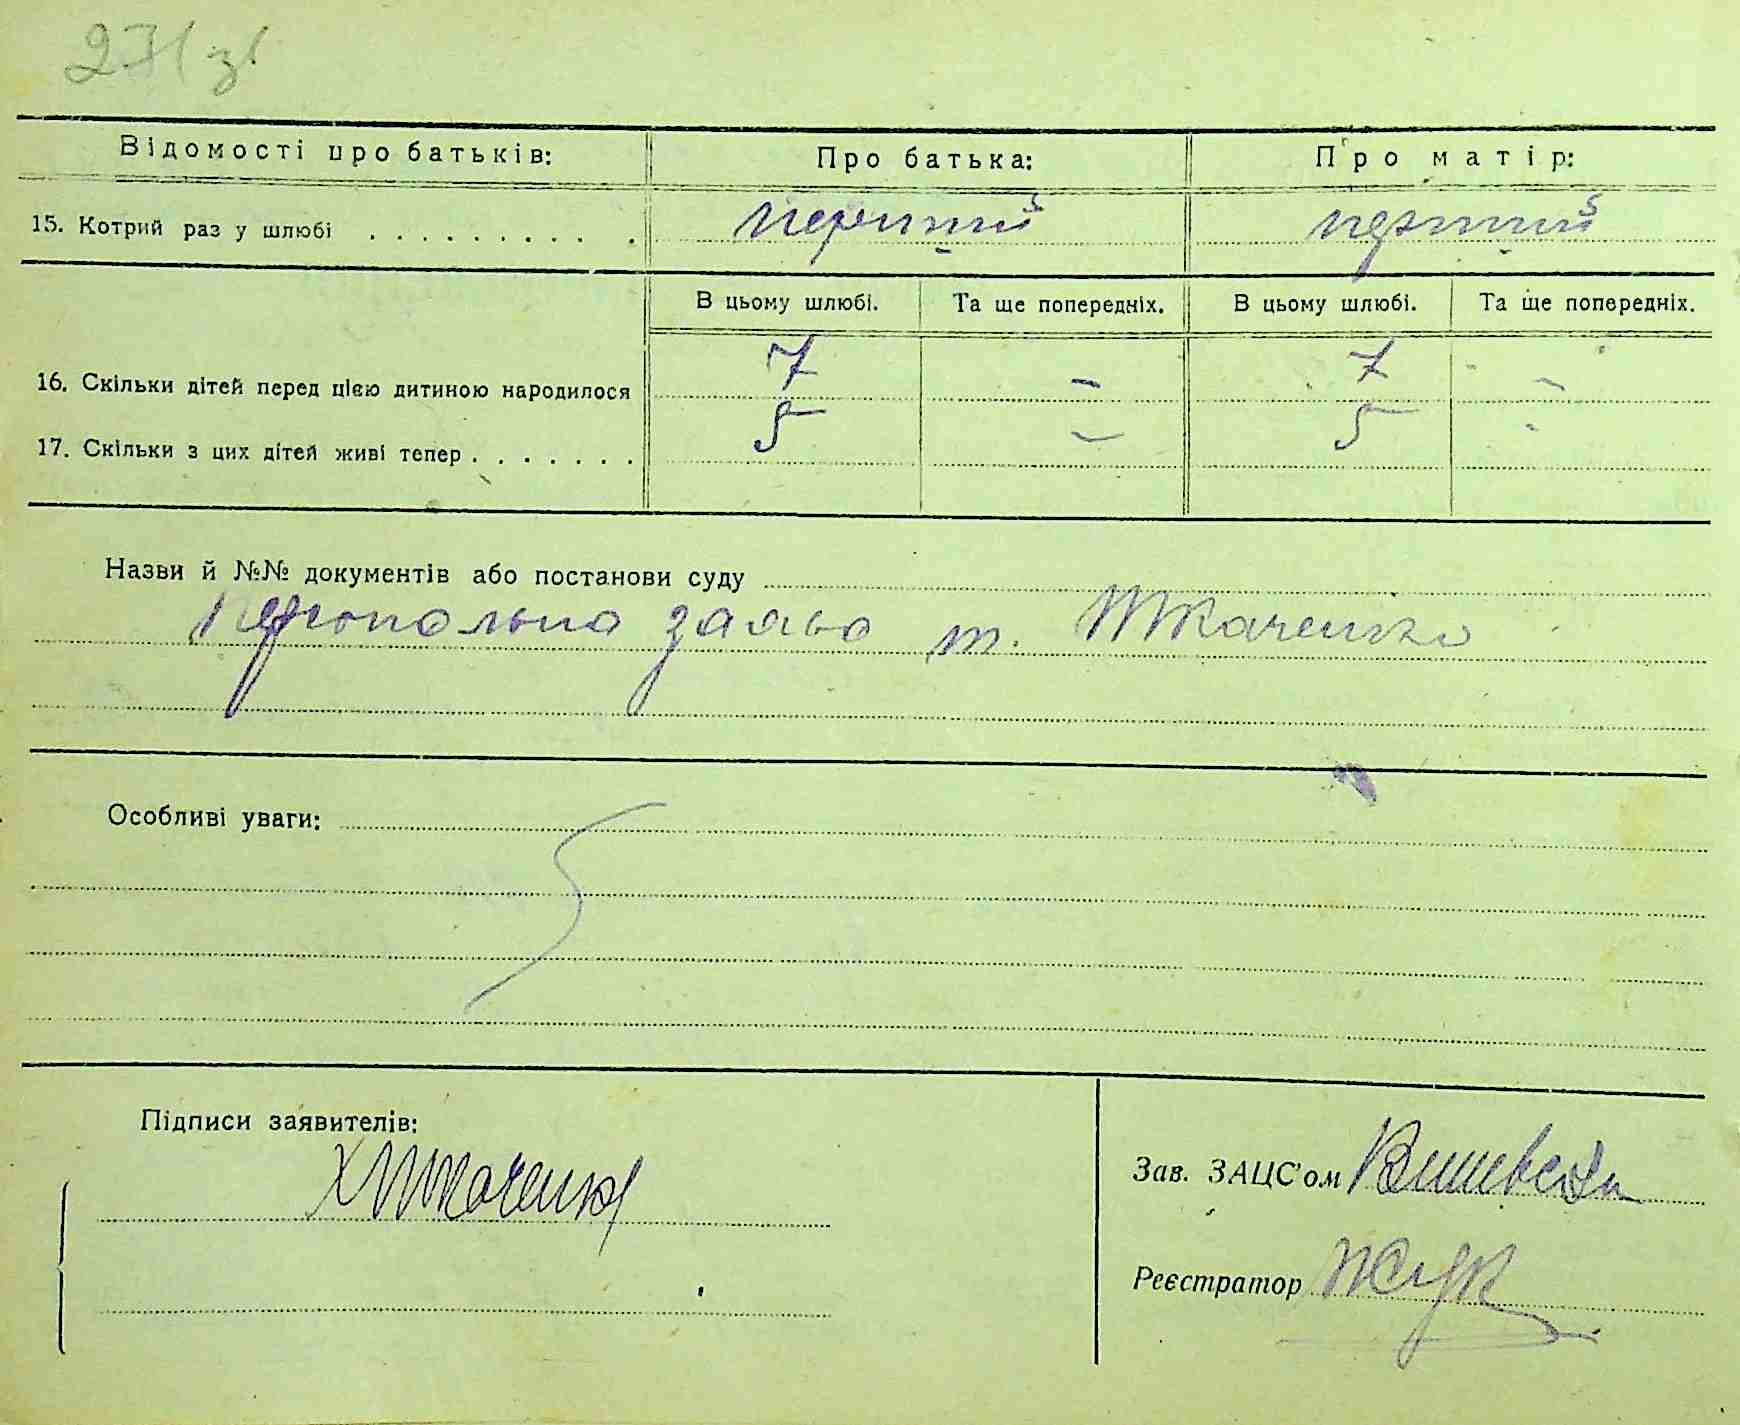 271 зв
Відомості про батьків: Про батька: Про матір:
15. Котрий раз у шлюбі . . . . . . . . . . перший перший
В цьому шлюбі. Та ще попередніх. В цьому шлюбі. Та ще попередніх.
16. Скільки дітей перед цією дитиною народилося 7 – 7 –
17. Скільки з цих дітей живі тепер . . . . . . . 5 – 5 -
Назви й №№ документів або постанови суду
Персональна заява т. Ткаченко
Особливі уваги:
Підписи заявителів:
Х Ткаченко
Зав. ЗАЦС'ом
Реєстратор Жук